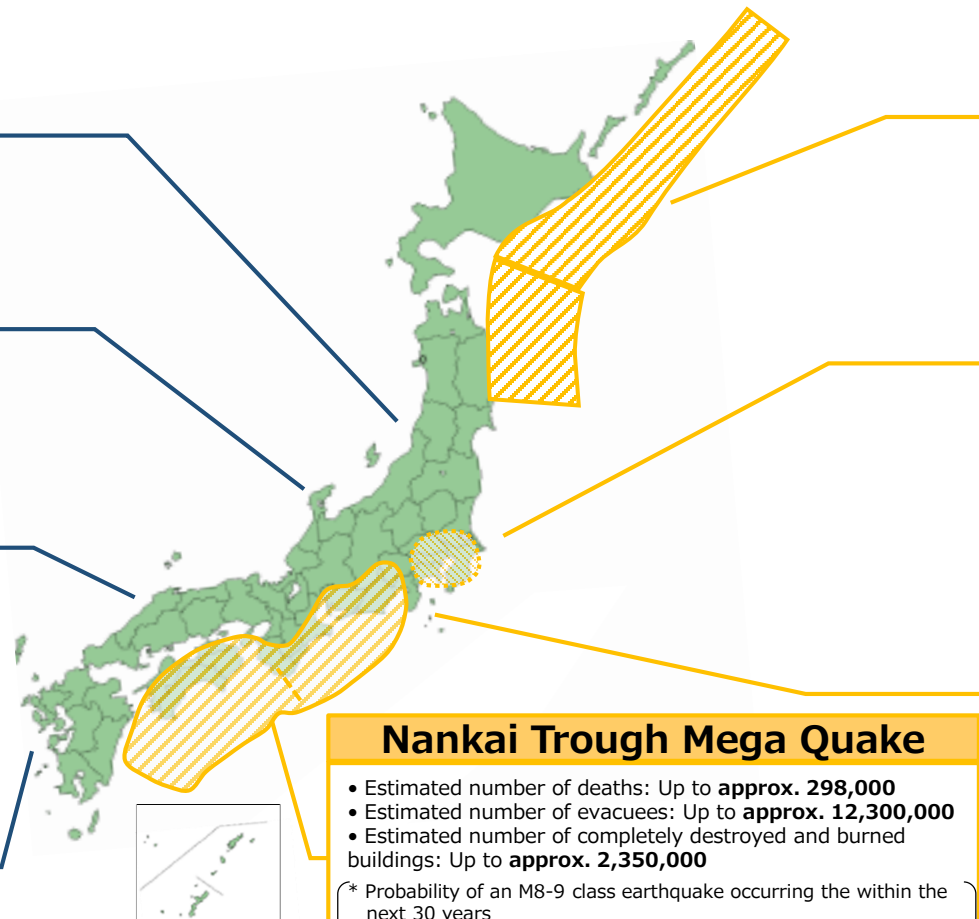 Nankai Trough Mega Quake
• Estimated number of deaths: Up to approx. 298,000
• Estimated number of evacuees: Up to approx. 12,300,000
• Estimated number of completely destroyed and burned
buildings: Up to approx. 2,350,000
* Probability of an M8-9 class earthquake occurring the within the
next 30 years